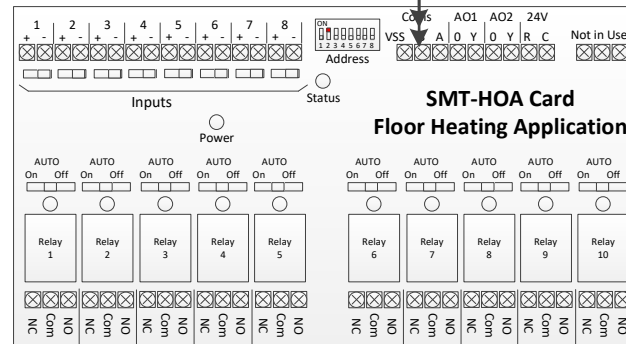 1 2 3 4 5 6 7 8
+ - + - + - + - + - + - + - + -
ON
1 2 3 4 5 6 7 8
Address
AO1 AO2 24V
VSS A 0 Y 0 Y R C
Not in Use
Inputs
Status
Power
SMT-HOA Card
Floor Heating Application
AUTO AUTO AUTO AUTO AUTO AUTO AUTO AUTO AUTO AUTO
On Off On Off On Off On Off On Off On Off On Off On Off On Off On Off
Relay Relay Relay Relay Relay Relay Relay Relay Relay Relay
1 2 3 4 5 6 7 8 9 10
NC Com NO NC Com NO NC Com NO NC Com NO NC Com NO NC Com NO NC Com NO NC Com NO NC Com NO NC Com NO